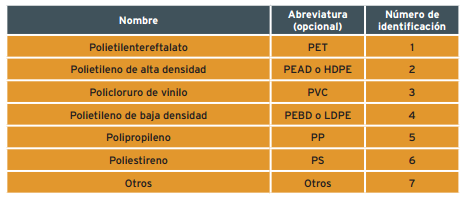 Nombre Abreviatura (opcional) Número de identificación
Polietilentereftalato PET 1
Polietileno de alta densidad PEAD o HDPE 2
Policloruro de vinilo PVC 3
Polietileno de baja densidad PEBD o LDPE 4
Polipropileno PP 5
Poliestireno PS 6
Otros Otros 7